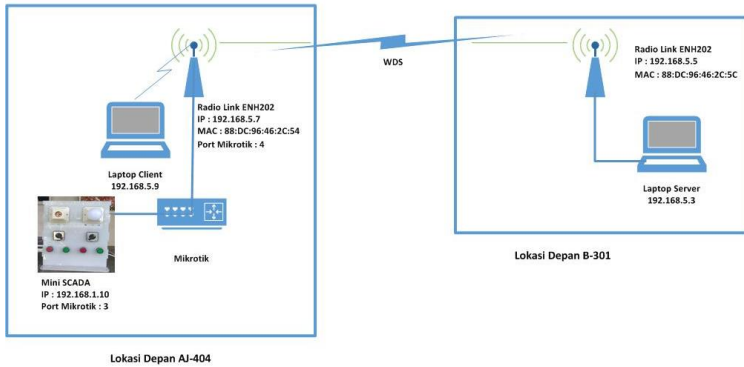 Radio Link ENH202
IP : 192.168.5.7
MAC : 88:DC:96:46:2C:54
Port Mikrotik : 4
Laptop Client
192.168.5.9
Mikrotik
Mini SCADA
IP : 192.168.1.10
Port Mikrotik : 3
Lokasi Depan AJ-404
WDS
Radio Link ENH202
IP : 192.168.5.5
MAC : 88:DC:96:46:2C:5C
Laptop Server
192.168.5.3
Lokasi Depan B-301